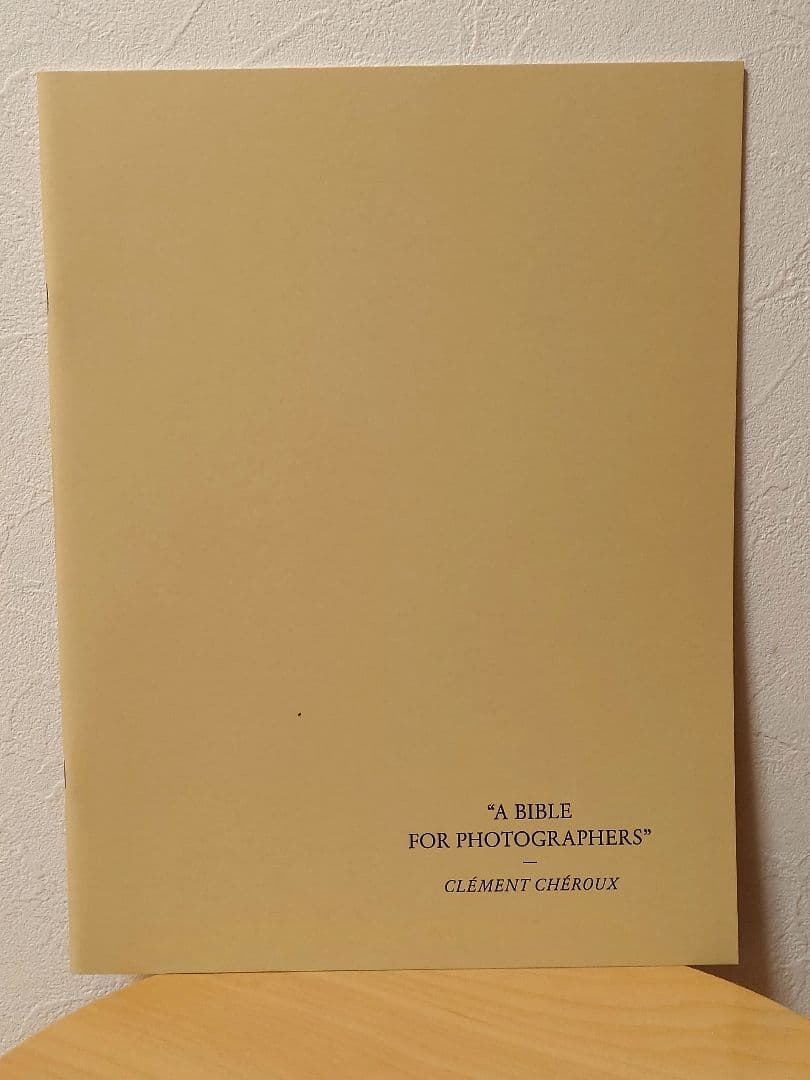 “A BIBLE
FOR PHOTOGRAPHERS”
—
CLÉMENT CHÉROUX